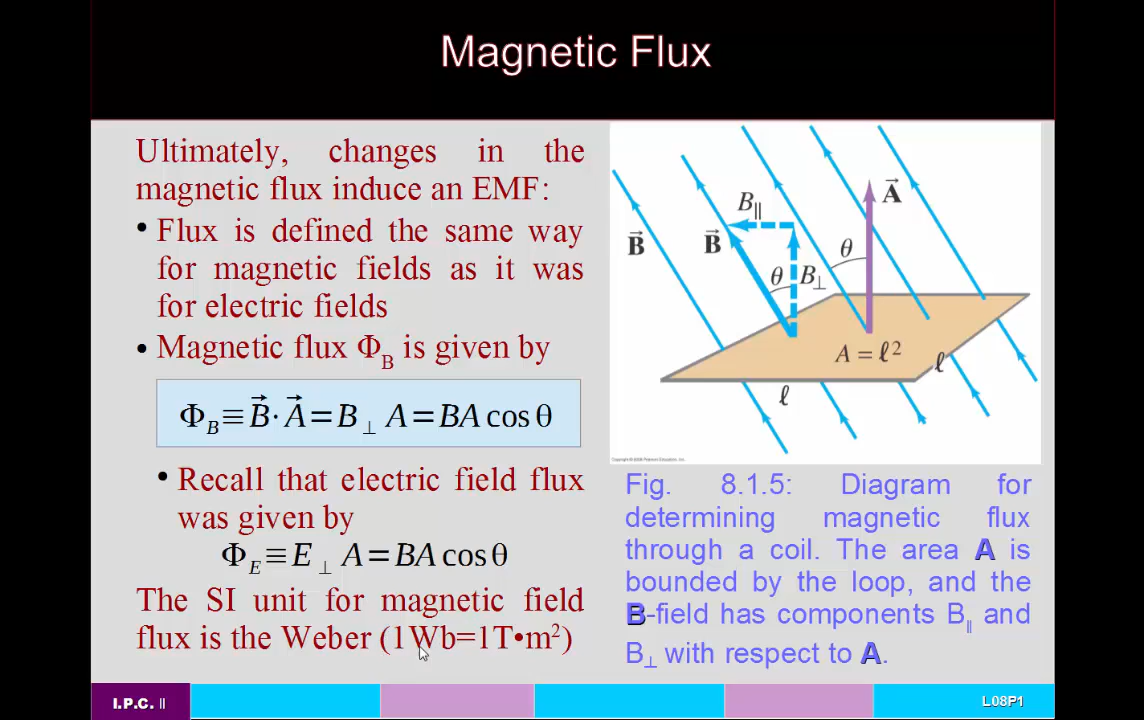 Magnetic Flux
Ultimately, changes in the
magnetic flux induce an EMF:
• Flux is defined the same way
for magnetic fields as it was
for electric fields
• Magnetic flux Φ_B is given by
Φ_B≡B⃗·A⃗=B_⊥ A=BA cos θ
• Recall that electric field flux
was given by
Φ_E≡E_⊥ A=BA cos θ
The SI unit for magnetic field
flux is the Weber (1Wb=1T•m²)
B⃗
B⃗
B_∥
θ
B_⊥
θ
A⃗
A = ℓ²
ℓ
ℓ
Fig. 8.1.5: Diagram for
determining magnetic flux
through a coil. The area A is
bounded by the loop, and the
B-field has components B_∥ and
B_⊥ with respect to A.
I.P.C. II
L08P1